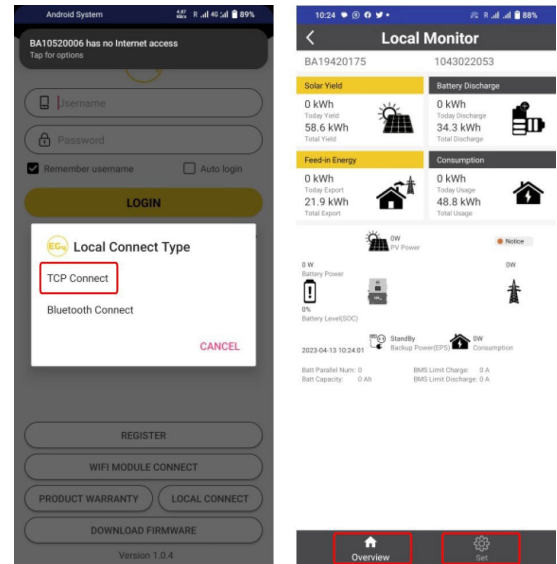 Android System
4G R 89%
BA10520006 has no Internet access
Tap for options
Username
Password
Remember username
Auto login
LOGIN
EG4
Local Connect Type
TCP Connect
Bluetooth Connect
CANCEL
REGISTER
WIFI MODULE CONNECT
PRODUCT WARRANTY
LOCAL CONNECT
DOWNLOAD FIRMWARE
Version 1.0.4
10:24
R 88%
Local Monitor
BA19420175
1043022053
Solar Yield
0 kWh
Today Yield
58.6 kWh
Total Yield
Battery Discharge
0 kWh
Today Discharge
34.3 kWh
Total Discharge
Feed-in Energy
0 kWh
Today Export
21.9 kWh
Total Export
Consumption
0 kWh
Today Usage
48.8 kWh
Total Usage
0W
PV Power
Notice
0 W
Battery Power
0W
0%
Battery Level(SOC)
2023-04-13 10:24:01
StandBy
Backup Power(EPS)
0W
Consumption
Batt Parallel Num: 0
BMS Limit Charge: 0 A
Batt Capacity: 0 Ah
BMS Limit Discharge: 0 A
Overview
Set